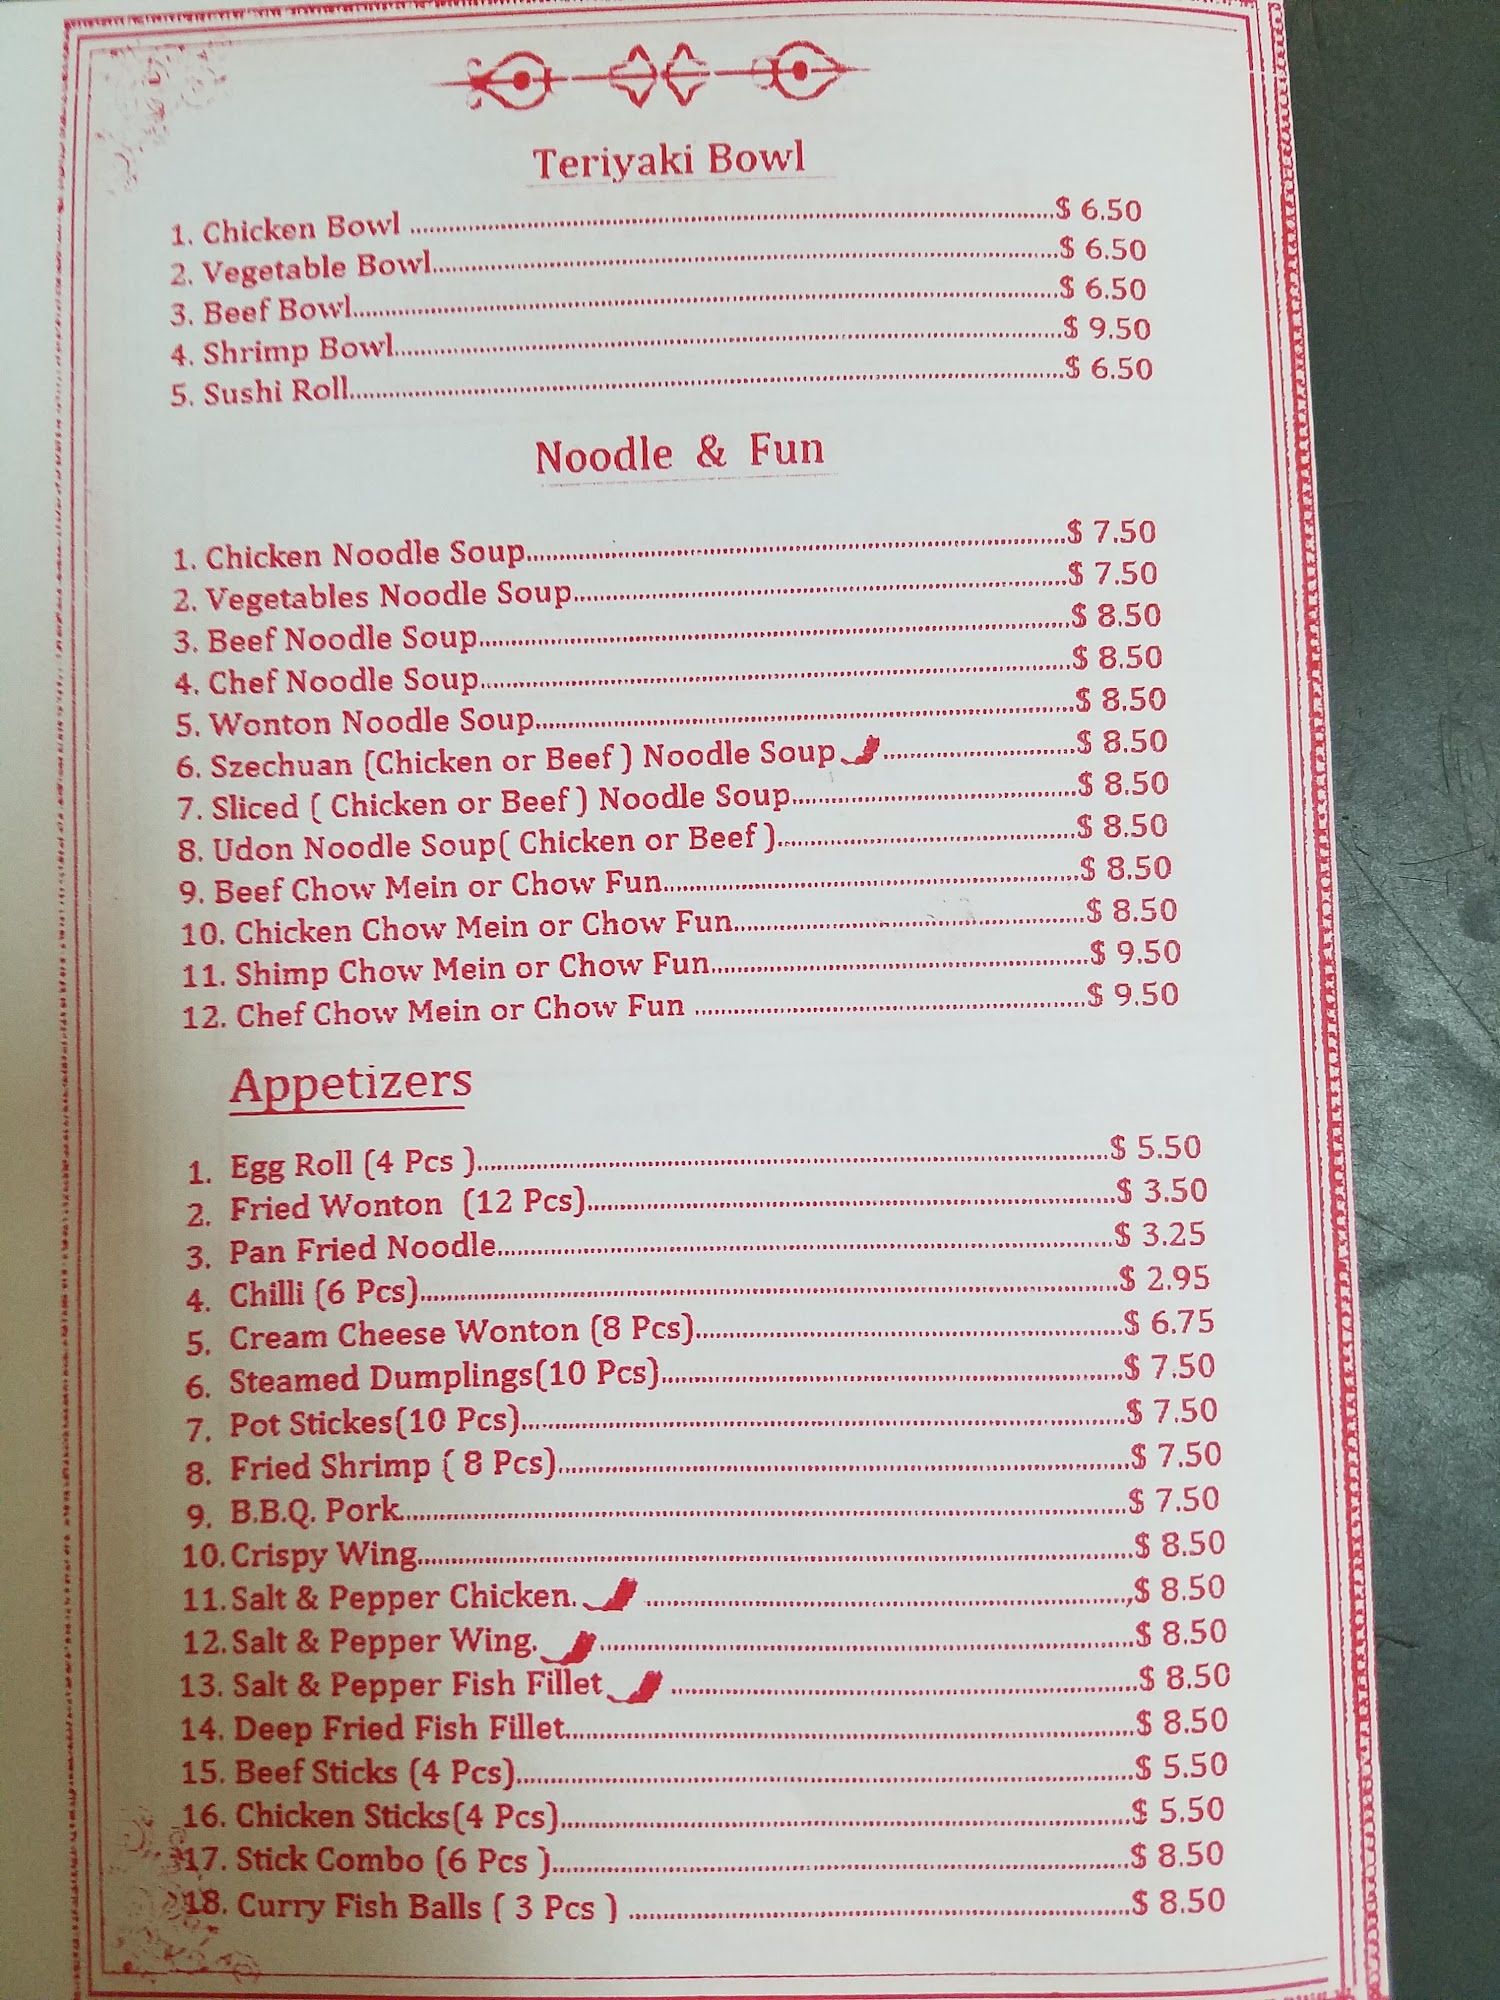 Teriyaki Bowl
1. Chicken Bowl ........ $ 6.50
2. Vegetable Bowl........ $ 6.50
3. Beef Bowl........ $ 6.50
4. Shrimp Bowl........ $ 9.50
5. Sushi Roll........ $ 6.50
Noodle & Fun
1. Chicken Noodle Soup........ $ 7.50
2. Vegetables Noodle Soup........ $ 7.50
3. Beef Noodle Soup........ $ 8.50
4. Chef Noodle Soup........ $ 8.50
5. Wonton Noodle Soup........ $ 8.50
6. Szechuan (Chicken or Beef ) Noodle Soup ........ $ 8.50
7. Sliced ( Chicken or Beef ) Noodle Soup........ $ 8.50
8. Udon Noodle Soup( Chicken or Beef )........ $ 8.50
9. Beef Chow Mein or Chow Fun........ $ 8.50
10. Chicken Chow Mein or Chow Fun........ $ 8.50
11. Shimp Chow Mein or Chow Fun........ $ 9.50
12. Chef Chow Mein or Chow Fun ........ $ 9.50
Appetizers
1. Egg Roll (4 Pcs )........ $ 5.50
2. Fried Wonton (12 Pcs)........ $ 3.50
3. Pan Fried Noodle........ $ 3.25
4. Chilli (6 Pcs)........ $ 2.95
5. Cream Cheese Wonton (8 Pcs)........ $ 6.75
6. Steamed Dumplings(10 Pcs)........ $ 7.50
7. Pot Stickes(10 Pcs)........ $ 7.50
8. Fried Shrimp ( 8 Pcs)........ $ 7.50
9. B.B.Q. Pork........ $ 7.50
10. Crispy Wing........ $ 8.50
11. Salt & Pepper Chicken. ........,$ 8.50
12. Salt & Pepper Wing. ........ $ 8.50
13. Salt & Pepper Fish Fillet ........ $ 8.50
14. Deep Fried Fish Fillet........ $ 8.50
15. Beef Sticks (4 Pcs)........ $ 5.50
16. Chicken Sticks(4 Pcs)........ $ 5.50
17. Stick Combo (6 Pcs )........ $ 8.50
18. Curry Fish Balls ( 3 Pcs ) ........ $ 8.50